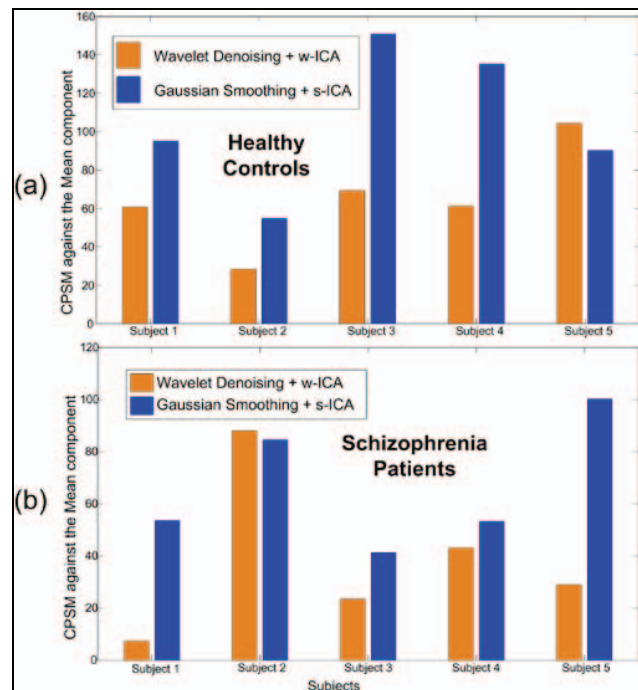 (a)
CPSM against the Mean component
160
140
120
100
80
60
40
20
0
Wavelet Denoising + w-ICA
Gaussian Smoothing + s-ICA
Healthy
Controls
Subject 1 Subject 2 Subject 3 Subject 4 Subject 5
(b)
CPSM against the Mean component
120
100
80
60
40
20
0
Wavelet Denoising + w-ICA
Gaussian Smoothing + s-ICA
Schizophrenia
Patients
Subject 1 Subject 2 Subject 3 Subject 4 Subject 5
Subjects